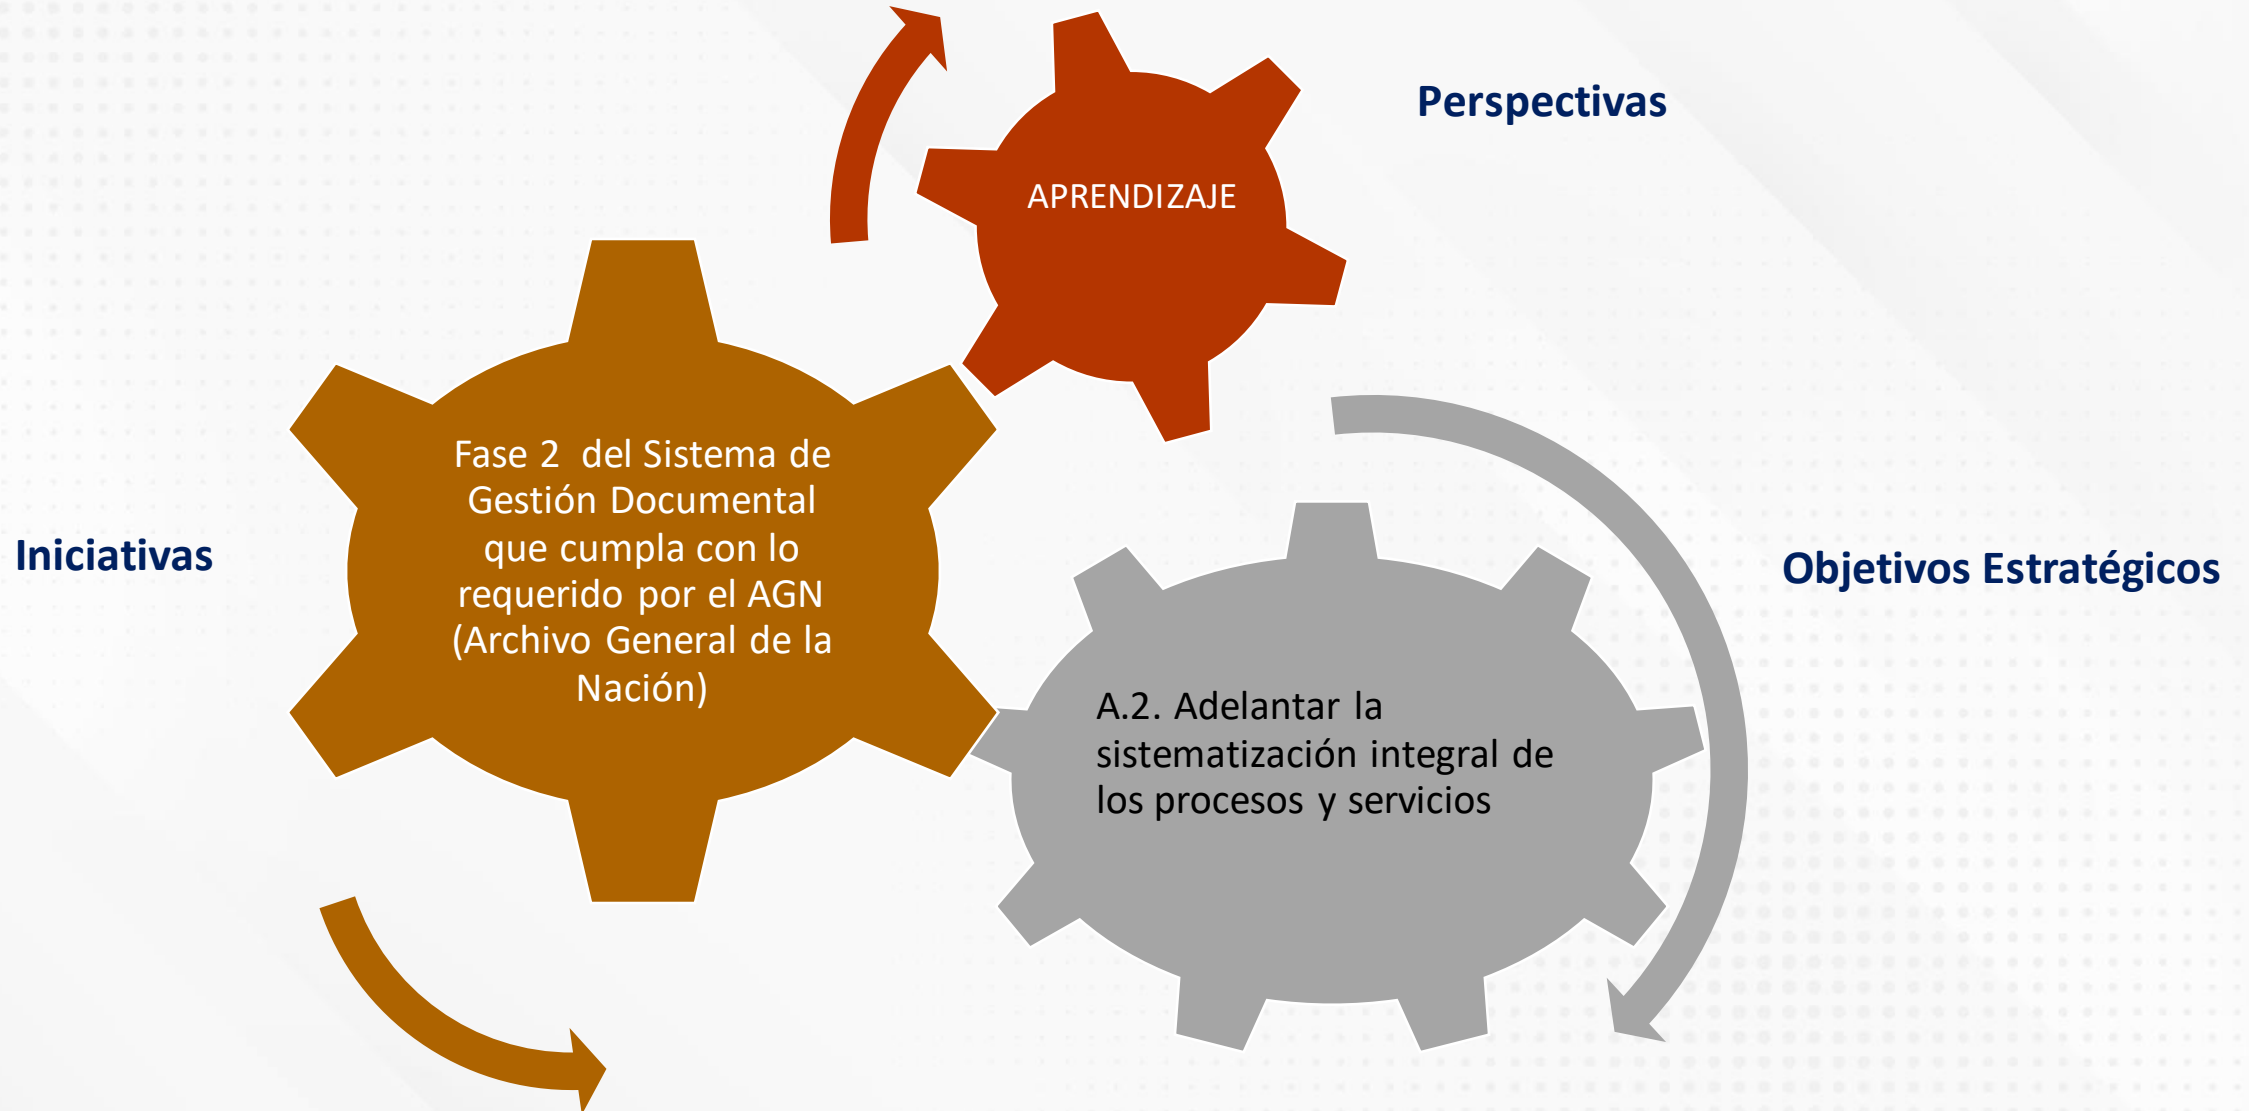 Perspectivas
APRENDIZAJE
Iniciativas
Fase 2 del Sistema de
Gestión Documental
que cumpla con lo
requerido por el AGN
(Archivo General de la
Nación)
Objetivos Estratégicos
A.2. Adelantar la
sistematización integral de
los procesos y servicios